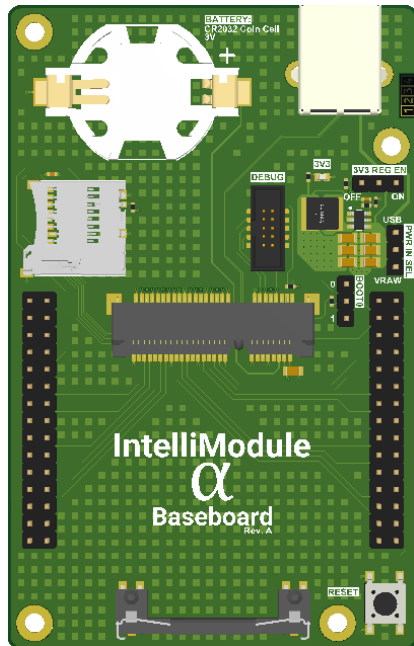 BATTERY:
CR2032 Coin Cell
3V
+
DEBUG
3V3
3V3 REG EN
OFF
ON
USB
PWR IN SEL
VRAW
BOOT0
0
1
IntelliModule
α
Baseboard
Rev. A
RESET